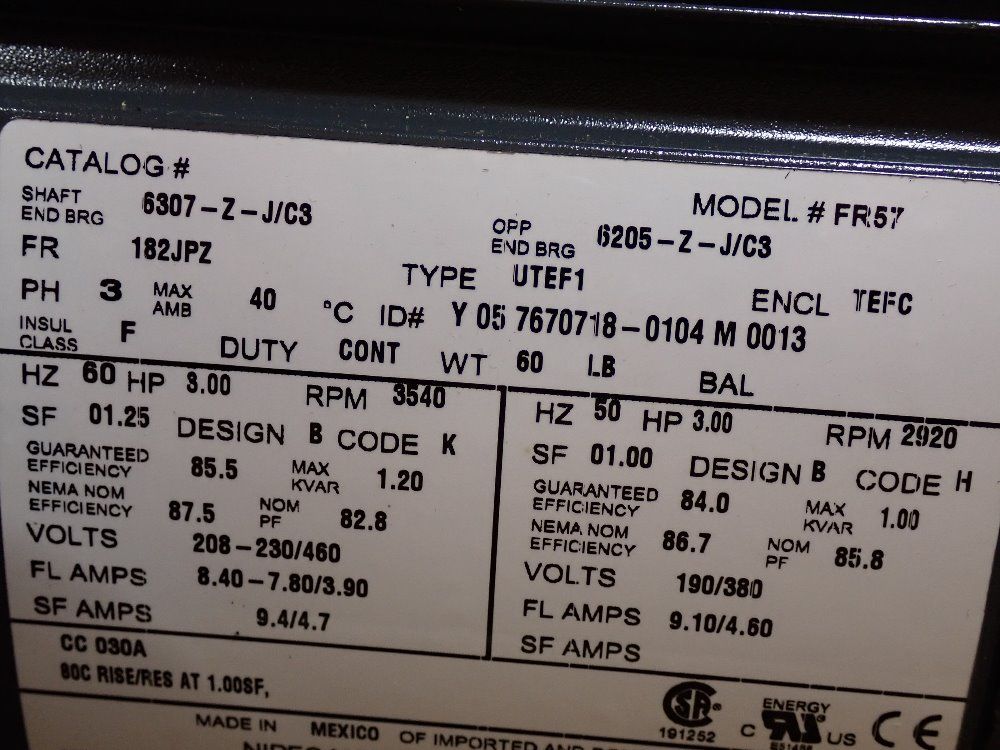 CATALOG #
MODEL # FR57
SHAFT END BRG 6307-Z-J/C3 OPP END BRG 6205-Z-J/C3
FR 182JPZ TYPE UTEF1 ENCL TEFC
PH 3 MAX AMB 40 °C ID# Y 05 7670718-0104 M 0013
INSUL CLASS F DUTY CONT WT 60 LB BAL
HZ 60 HP 3.00 RPM 3540
SF 01.25 DESIGN B CODE K
GUARANTEED EFFICIENCY 85.5 MAX KVAR 1.20
NEMA NOM EFFICIENCY 87.5 NOM PF 82.8
VOLTS 208-230/460
FL AMPS 8.40-7.80/3.90
SF AMPS 9.4/4.7
HZ 50 HP 3.00 RPM 2920
SF 01.00 DESIGN B CODE H
GUARANTEED EFFICIENCY 84.0 MAX KVAR 1.00
NEMA NOM EFFICIENCY 86.7 NOM PF 85.8
VOLTS 190/380
FL AMPS 9.10/4.60
SF AMPS
CC 030A
80C RISE/RES AT 1.00SF,
SA® 191252
ENERGY
C UR US CE
MADE IN MEXICO OF IMPORTED AND